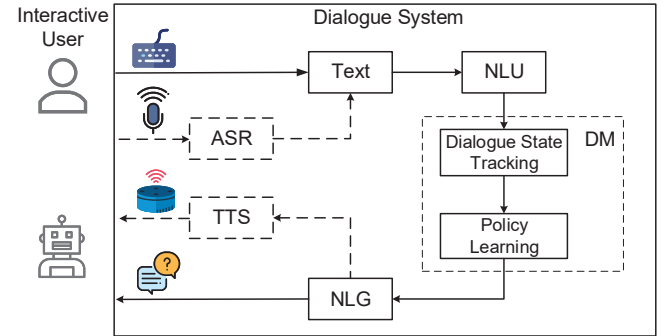 Interactive
User
Dialogue System
Text
NLU
ASR
Dialogue State
Tracking
DM
TTS
Policy
Learning
?
NLG